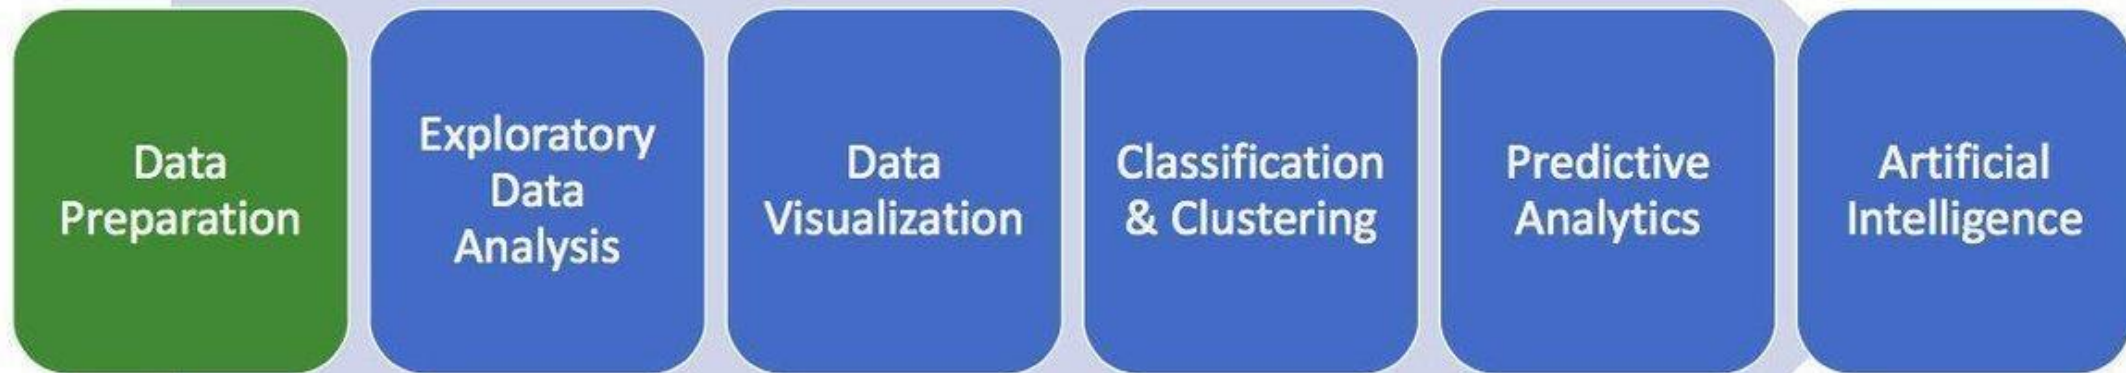 Data
Preparation
Exploratory
Data
Analysis
Data
Visualization
Classification
& Clustering
Predictive
Analytics
Artificial
Intelligence